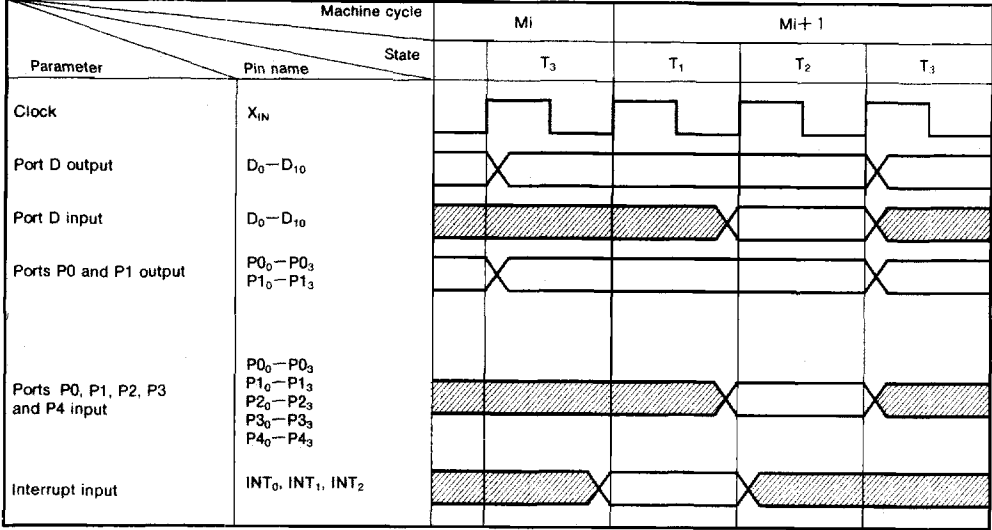 Machine cycle
Mi
Mi+1
State
Parameter
Pin name
T3
T1
T2
T3
Clock
XIN
Port D output
D0—D10
Port D input
D0—D10
Ports P0 and P1 output
P00—P03
P10—P13
Ports P0, P1, P2, P3
and P4 input
P00—P03
P10—P13
P20—P23
P30—P33
P40—P43
Interrupt input
INT0, INT1, INT2